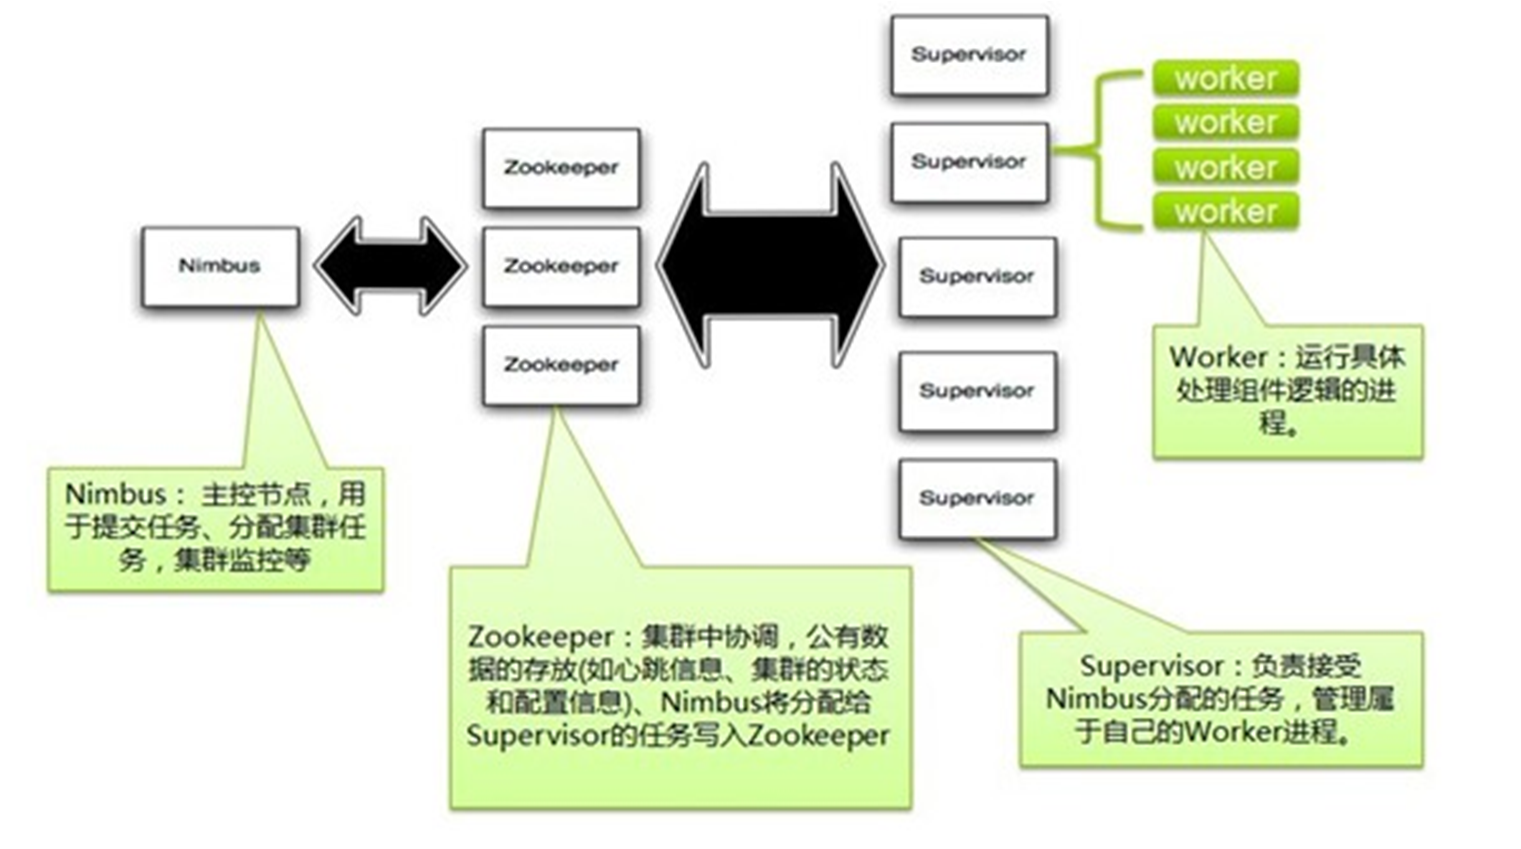 Supervisor
worker
worker
Zookeeper
Supervisor
worker
worker
Nimbus
Zookeeper
Supervisor
Zookeeper
Supervisor
Worker：运行具体
处理组件逻辑的进
程。
Supervisor
Nimbus： 主控节点，用
于提交任务、分配集群任
务，集群监控等
Zookeeper：集群中协调，公有数
据的存放(如心跳信息、集群的状态
和配置信息)、Nimbus将分配给
Supervisor的任务写入Zookeeper
Supervisor：负责接受
Nimbus分配的任务，管理属
于自己的Worker进程。